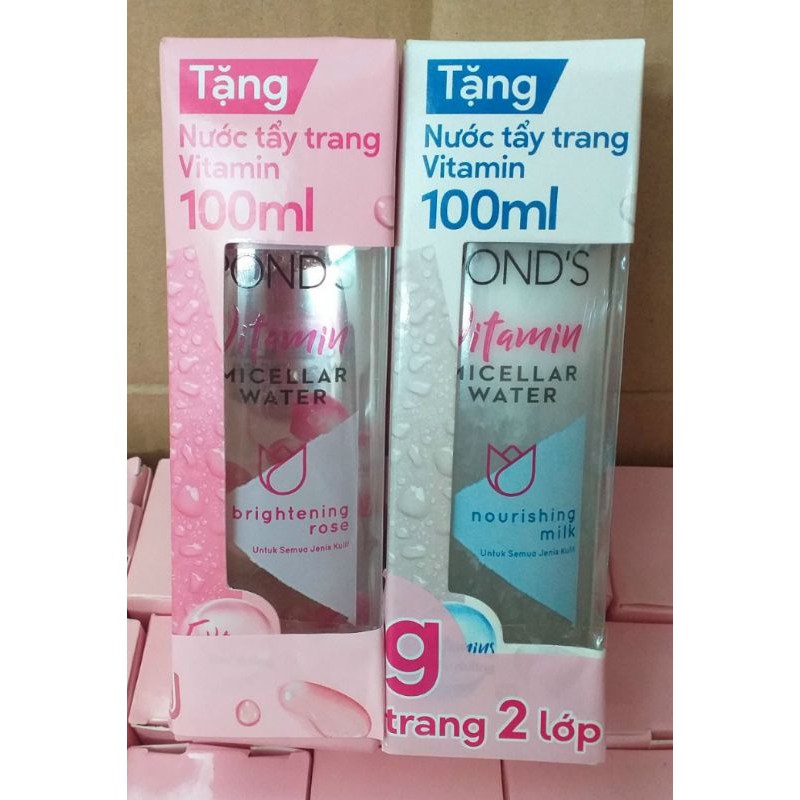 Tặng
Nước tẩy trang
Vitamin
100ml
POND'S
Vitamin
MICELLAR
WATER
brightening
rose
Untuk Semua Jenis Kulit
Tặng
Nước tẩy trang
Vitamin
100ml
OND'S
Vitamin
MICELLAR
WATER
nourishing
milk
Untuk Semua Jenis Kulit
g
trang 2 lớp